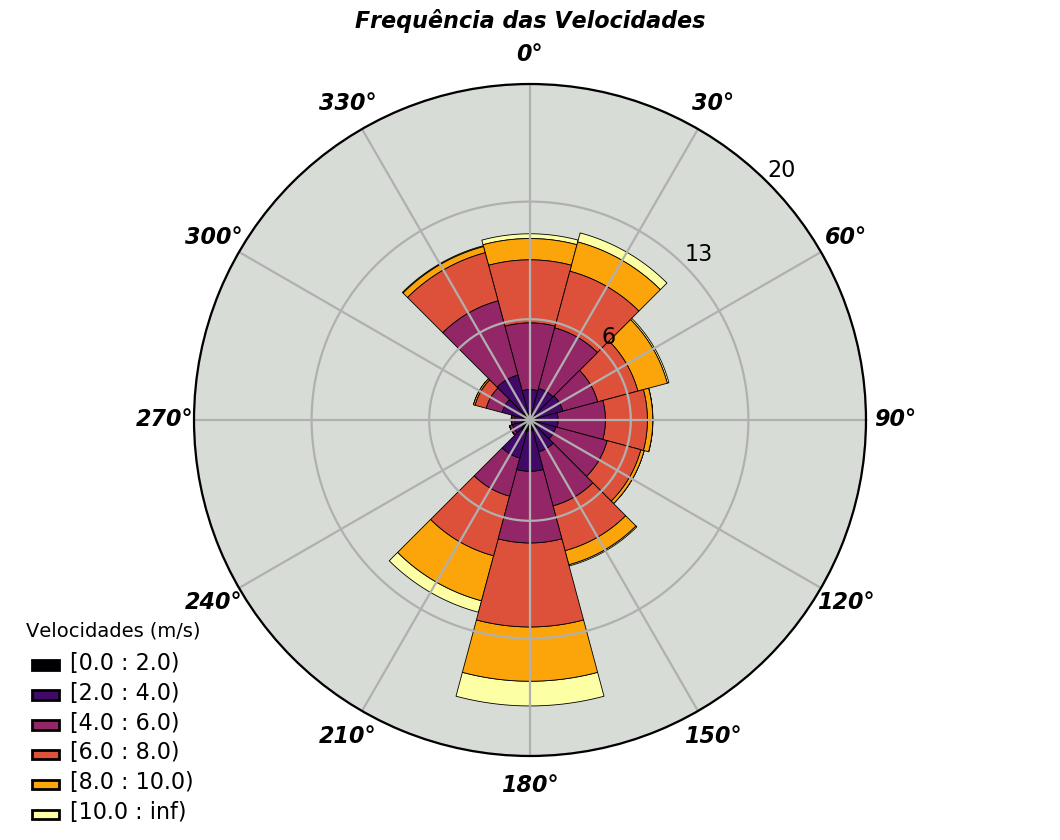 Frequência das Velocidades
0°
330°
30°
20
300°
60°
13
6
270°
90°
240°
120°
Velocidades (m/s)
[0.0 : 2.0)
[2.0 : 4.0)
[4.0 : 6.0)
210°
150°
[6.0 : 8.0)
180°
[8.0 : 10.0)
[10.0 : inf)